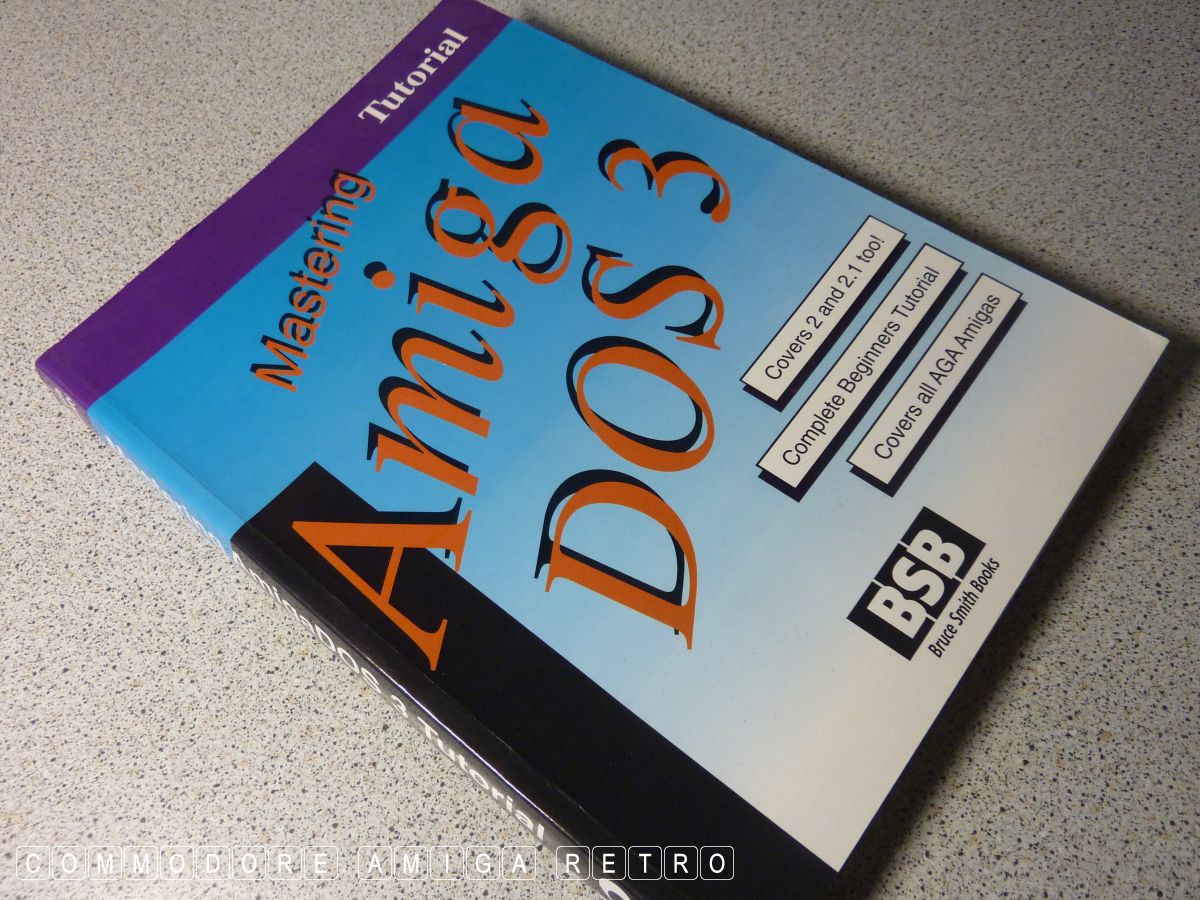 Tutorial
Mastering
Amiga
DOS 3
Covers 2 and 2.1 too!
Complete Beginners Tutorial
Covers all AGA Amigas
BSB
Bruce Smith Books
AmigaDOS 3 Tutorial
COMMODORE AMIGA RETRO